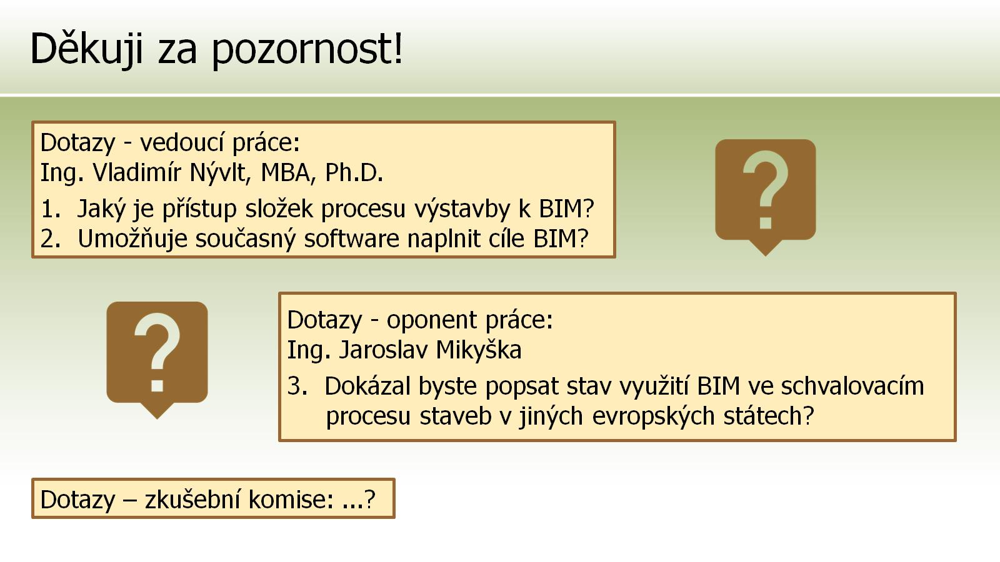 Děkuji za pozornost!
Dotazy - vedoucí práce:
Ing. Vladimír Nývlt, MBA, Ph.D.
1. Jaký je přístup složek procesu výstavby k BIM?
2. Umožňuje současný software naplnit cíle BIM?
Dotazy - oponent práce:
Ing. Jaroslav Mikyška
3. Dokázal byste popsat stav využití BIM ve schvalovacím
procesu staveb v jiných evropských státech?
Dotazy – zkušební komise: ...?